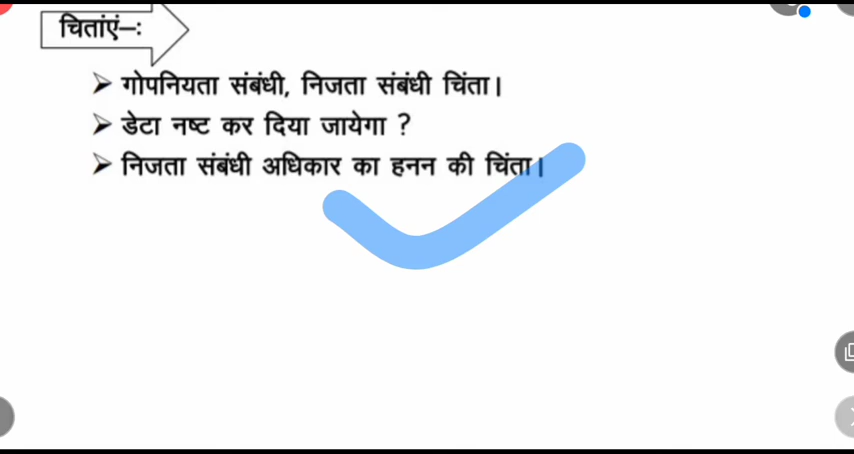 चितांएं–:
➢ गोपनियता संबंधी, निजता संबंधी चिंता।
➢ डेटा नष्ट कर दिया जायेगा ?
➢ निजता संबंधी अधिकार का हनन की चिंता।